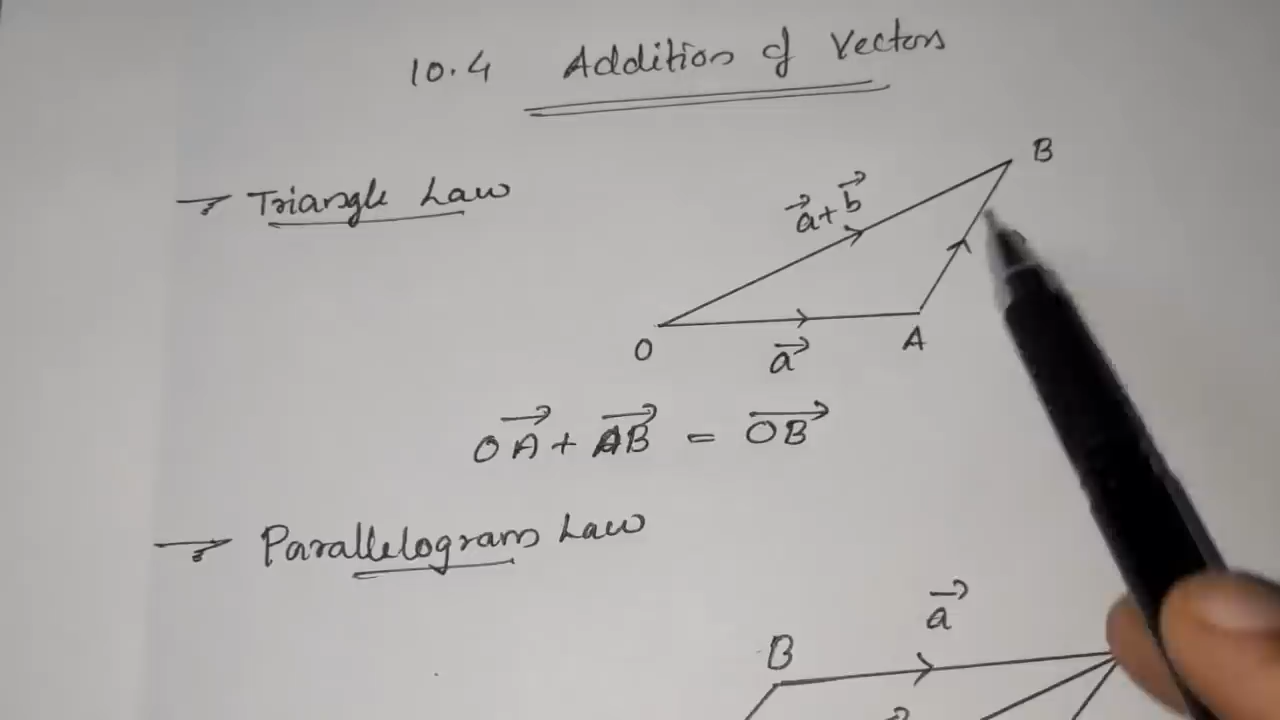 10.4 Addition of Vectors
→ Triangle Law
B
a⃗+b⃗
O
A
a⃗
OA⃗ + AB⃗ = OB⃗
→ Parallelogram Law
a⃗
B